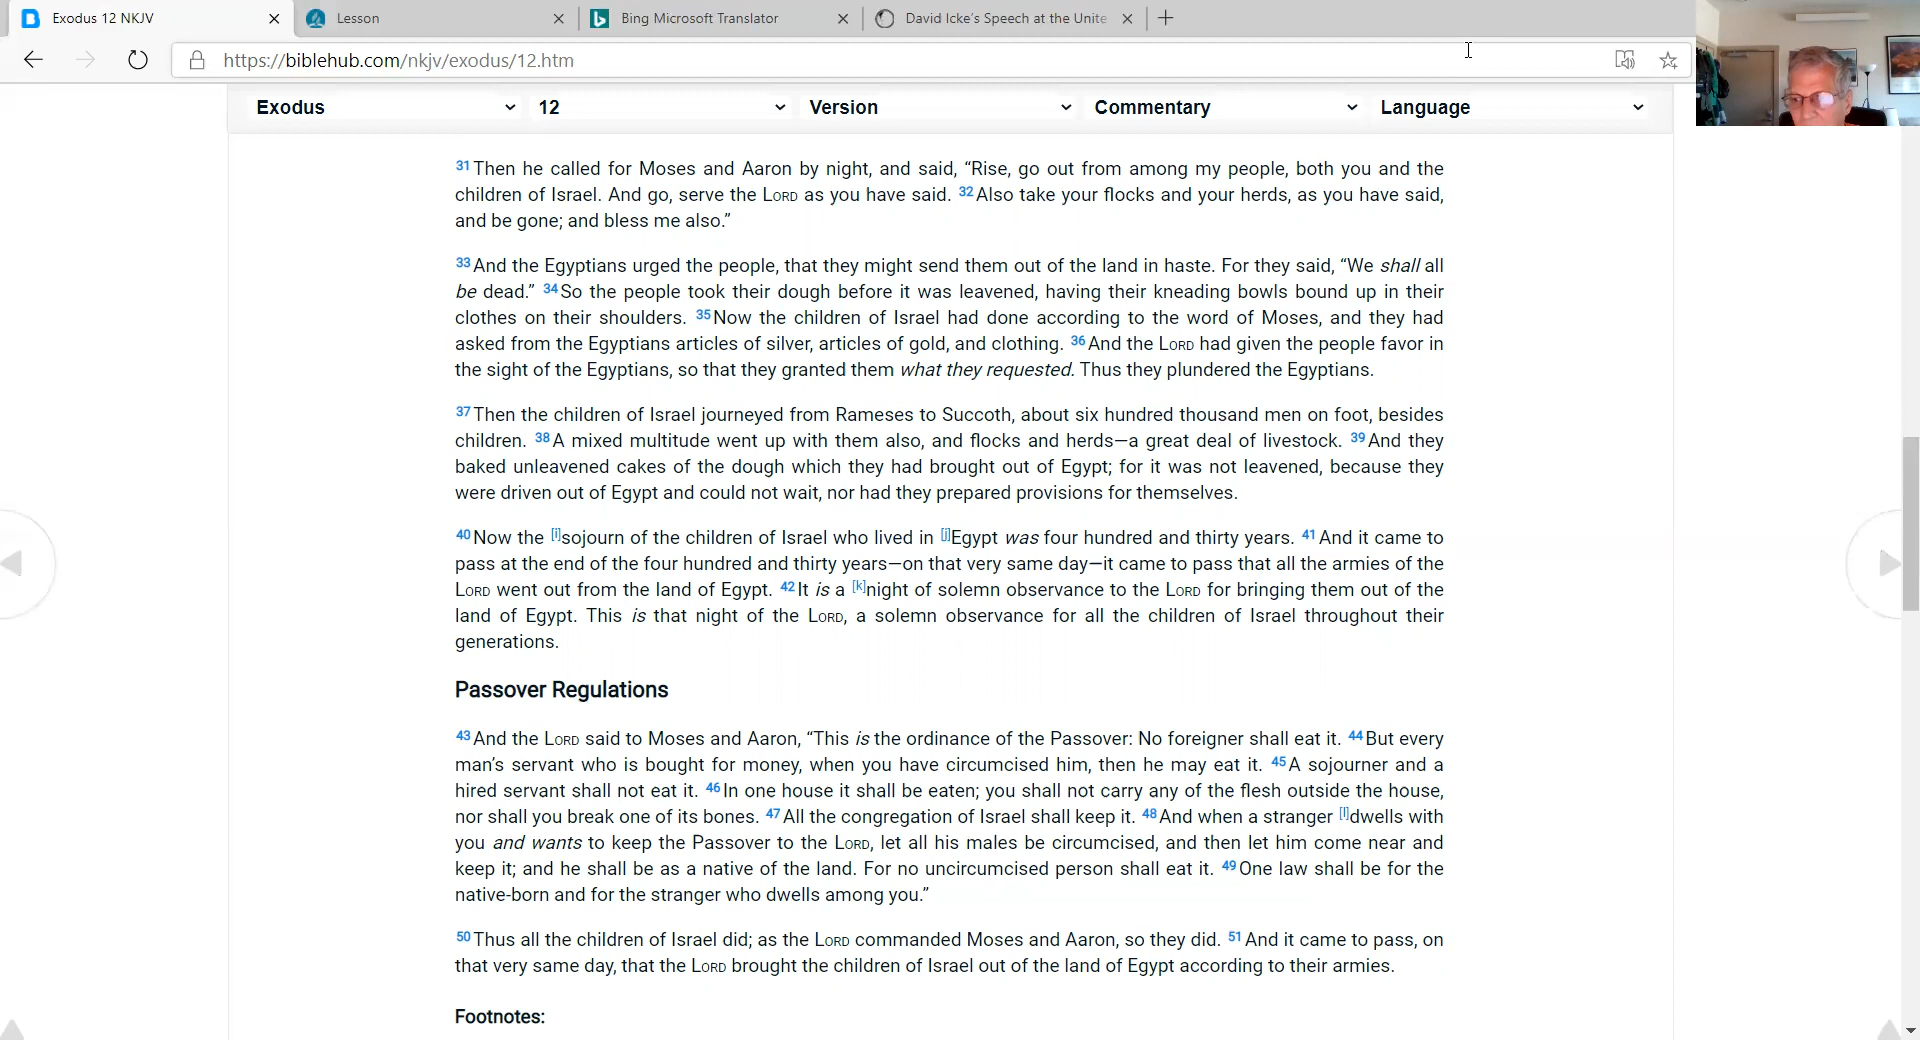 Exodus 12 NKJV
Lesson
Bing Microsoft Translator
David Icke's Speech at the Unite
https://biblehub.com/nkjv/exodus/12.htm
Exodus 12 Version Commentary Language
31 Then he called for Moses and Aaron by night, and said, “Rise, go out from among my people, both you and the
children of Israel. And go, serve the LORD as you have said. 32 Also take your flocks and your herds, as you have said,
and be gone; and bless me also.”
33 And the Egyptians urged the people, that they might send them out of the land in haste. For they said, “We shall all
be dead.” 34 So the people took their dough before it was leavened, having their kneading bowls bound up in their
clothes on their shoulders. 35 Now the children of Israel had done according to the word of Moses, and they had
asked from the Egyptians articles of silver, articles of gold, and clothing. 36 And the LORD had given the people favor in
the sight of the Egyptians, so that they granted them what they requested. Thus they plundered the Egyptians.
37 Then the children of Israel journeyed from Rameses to Succoth, about six hundred thousand men on foot, besides
children. 38 A mixed multitude went up with them also, and flocks and herds—a great deal of livestock. 39 And they
baked unleavened cakes of the dough which they had brought out of Egypt; for it was not leavened, because they
were driven out of Egypt and could not wait, nor had they prepared provisions for themselves.
40 Now the [i]sojourn of the children of Israel who lived in [j]Egypt was four hundred and thirty years. 41 And it came to
pass at the end of the four hundred and thirty years—on that very same day—it came to pass that all the armies of the
LORD went out from the land of Egypt. 42 It is a [k]night of solemn observance to the LORD for bringing them out of the
land of Egypt. This is that night of the LORD, a solemn observance for all the children of Israel throughout their
generations.
Passover Regulations
43 And the LORD said to Moses and Aaron, “This is the ordinance of the Passover: No foreigner shall eat it. 44 But every
man’s servant who is bought for money, when you have circumcised him, then he may eat it. 45 A sojourner and a
hired servant shall not eat it. 46 In one house it shall be eaten; you shall not carry any of the flesh outside the house,
nor shall you break one of its bones. 47 All the congregation of Israel shall keep it. 48 And when a stranger [l]dwells with
you and wants to keep the Passover to the LORD, let all his males be circumcised, and then let him come near and
keep it; and he shall be as a native of the land. For no uncircumcised person shall eat it. 49 One law shall be for the
native-born and for the stranger who dwells among you.”
50 Thus all the children of Israel did; as the LORD commanded Moses and Aaron, so they did. 51 And it came to pass, on
that very same day, that the LORD brought the children of Israel out of the land of Egypt according to their armies.
Footnotes: